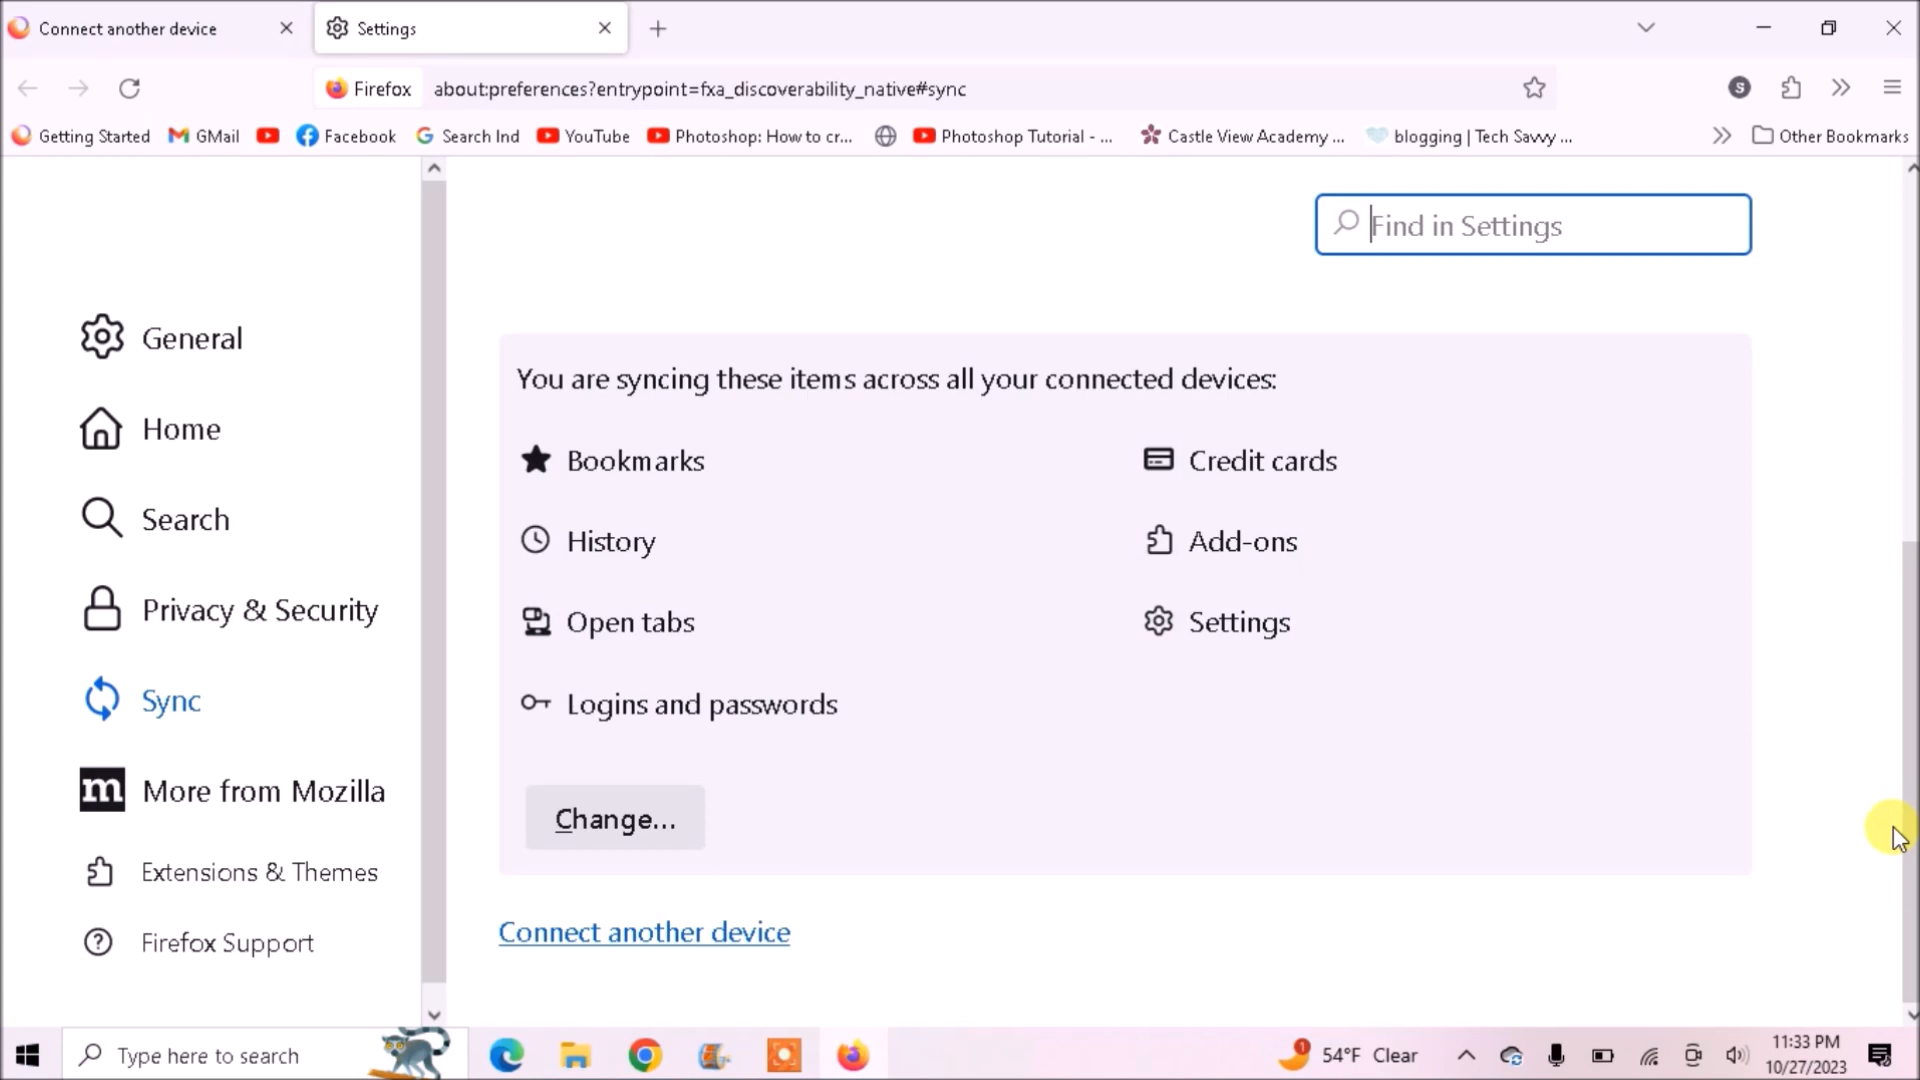 Connect another device
Settings
Firefox
about:preferences?entrypoint=fxa_discoverability_native#sync
S
Getting Started
GMail
Facebook
Search Ind
YouTube
Photoshop: How to cr...
Photoshop Tutorial - ...
Castle View Academy ...
blogging | Tech Savvy ...
Other Bookmarks
Find in Settings
General
Home
Search
Privacy & Security
Sync
m
More from Mozilla
Extensions & Themes
Firefox Support
You are syncing these items across all your connected devices:
Bookmarks
Credit cards
History
Add-ons
Open tabs
Settings
Logins and passwords
Change...
Connect another device
Type here to search
1
54°F Clear
11:33 PM
10/27/2023